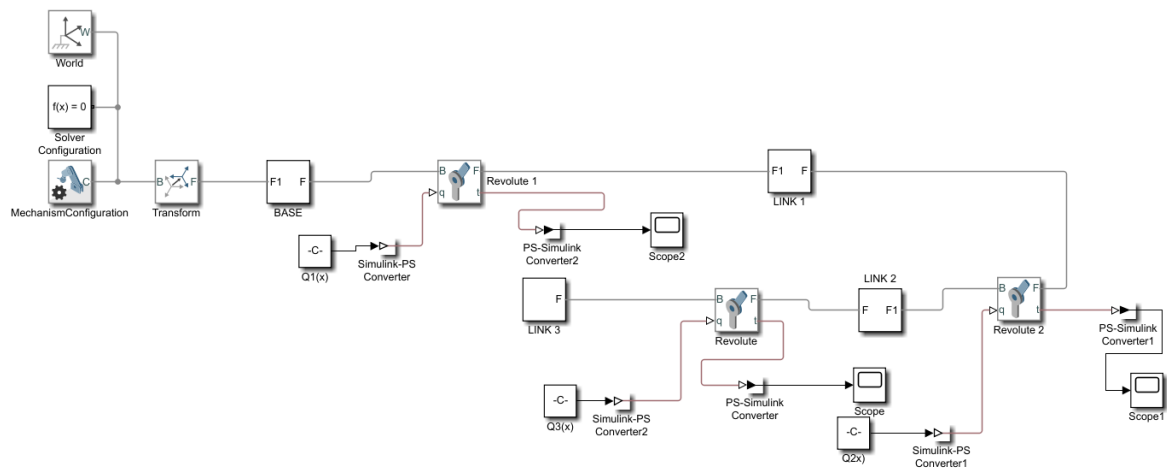 W
World
f(x) = 0
Solver
Configuration
C
MechanismConfiguration
B F
Transform
F1 F
BASE
B F
q t
Revolute 1
F1 F
LINK 1
-C-
Q1(x)
Simulink-PS
Converter
PS-Simulink
Converter2
Scope2
F
LINK 3
B F
q t
Revolute
LINK 2
F F1
B F
q t
Revolute 2
PS-Simulink
Converter1
Scope1
-C-
Q3(x)
Simulink-PS
Converter2
PS-Simulink
Converter
Scope
-C-
Q2x)
Simulink-PS
Converter1